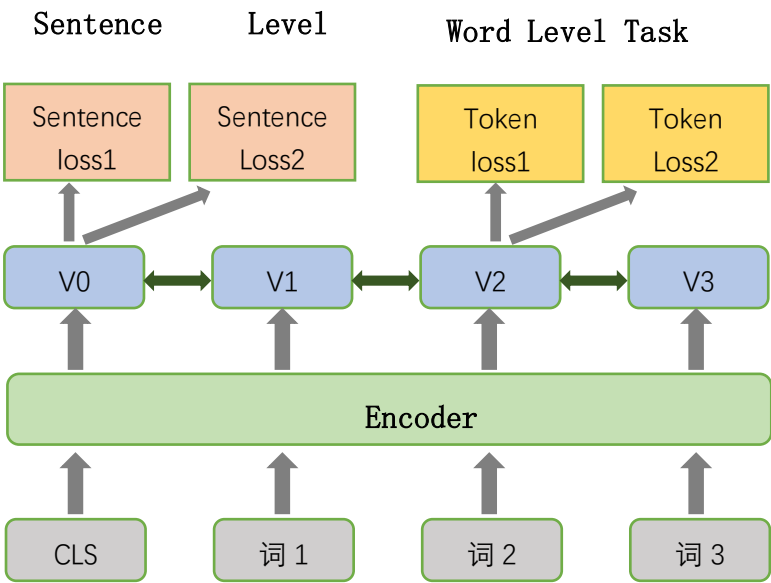 Sentence Level
Word Level Task
Sentence
loss1
Sentence
Loss2
Token
loss1
Token
Loss2
V0
V1
V2
V3
Encoder
CLS
词 1
词 2
词 3